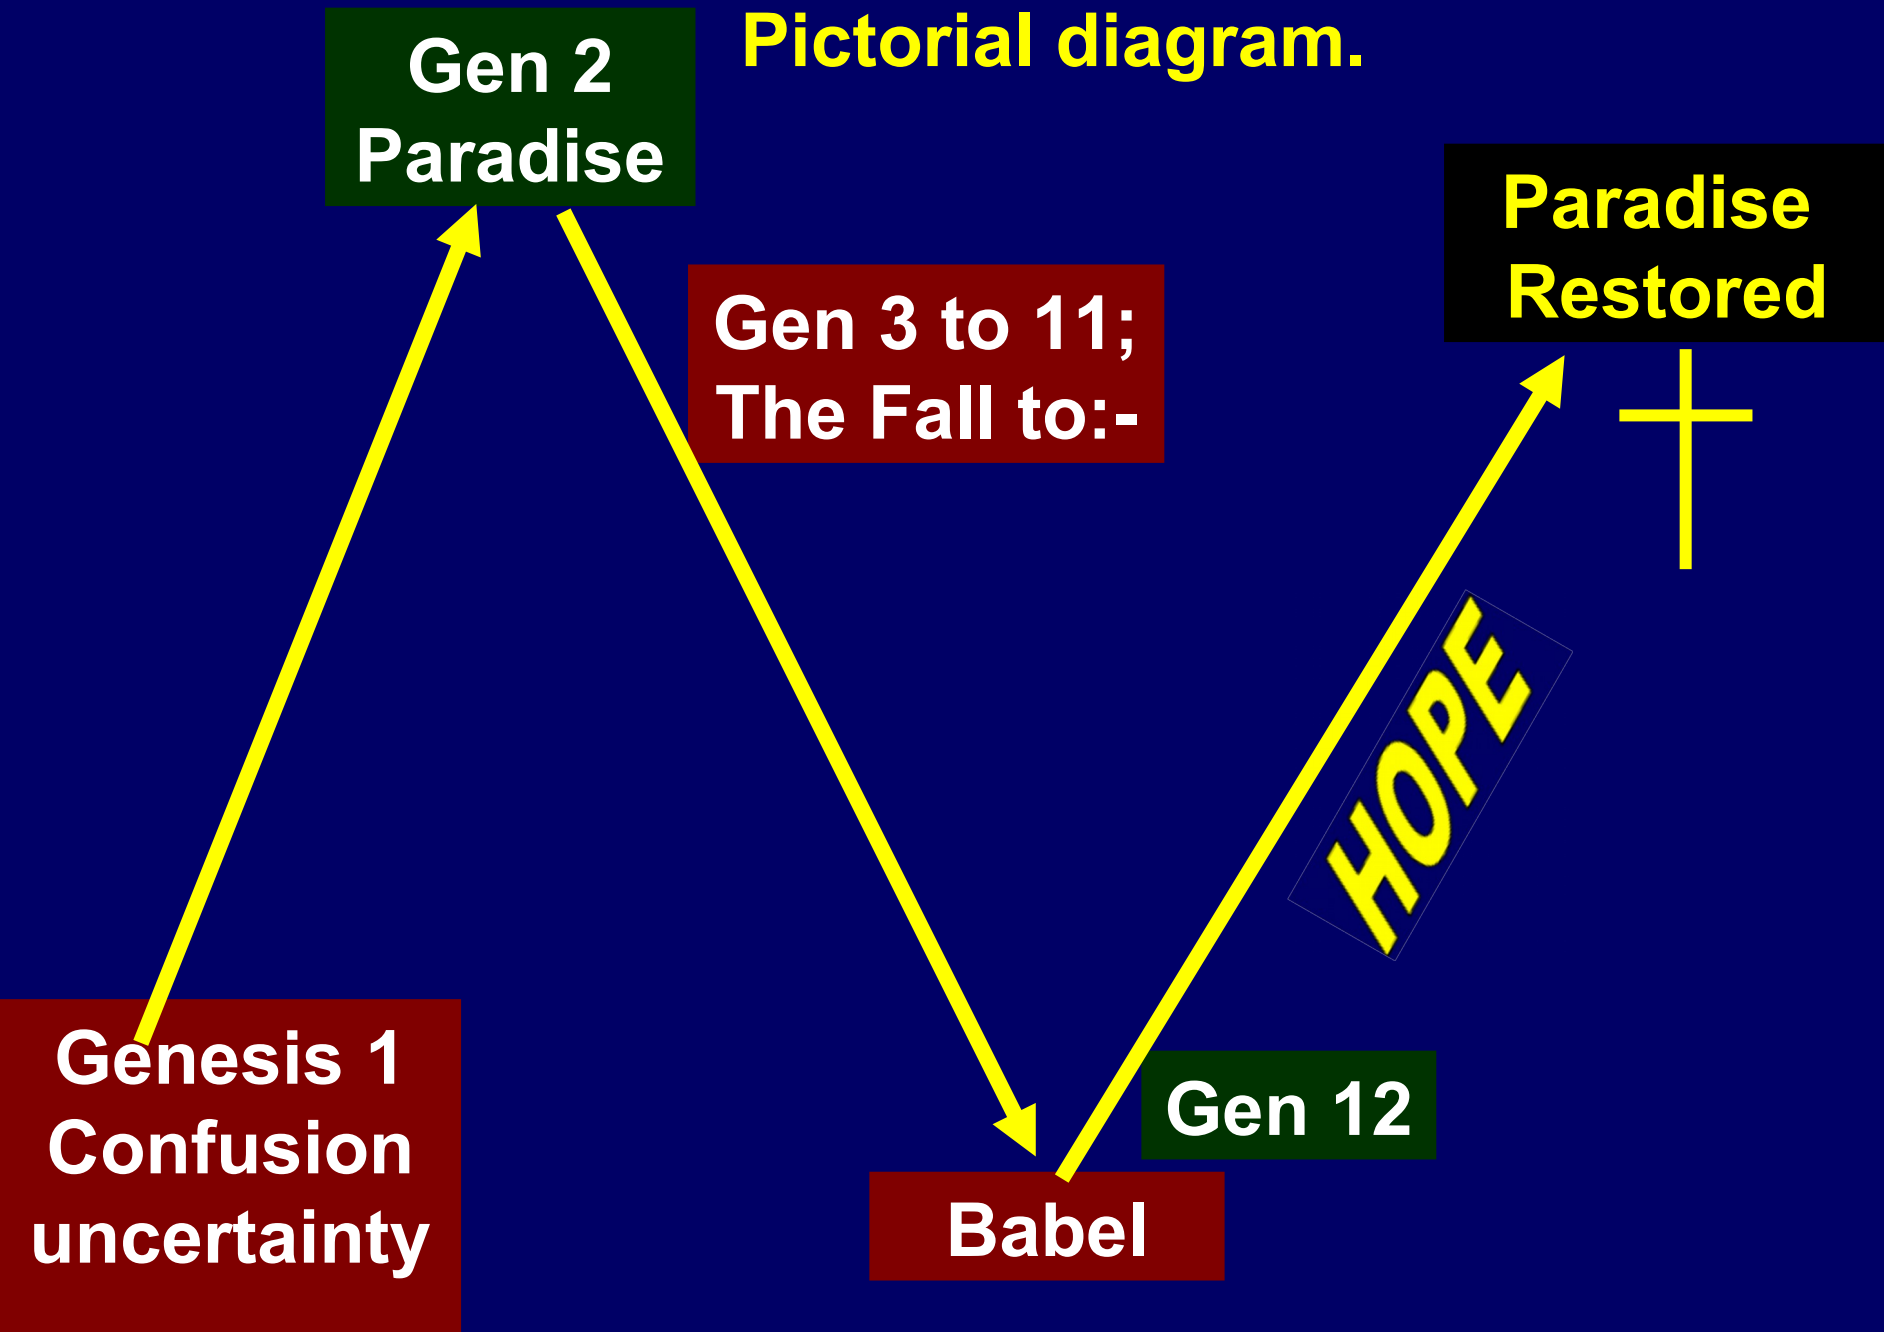 Pictorial diagram.
Gen 2
Paradise
Gen 3 to 11;
The Fall to:-
Paradise
Restored
HOPE
Genesis 1
Confusion
uncertainty
Gen 12
Babel